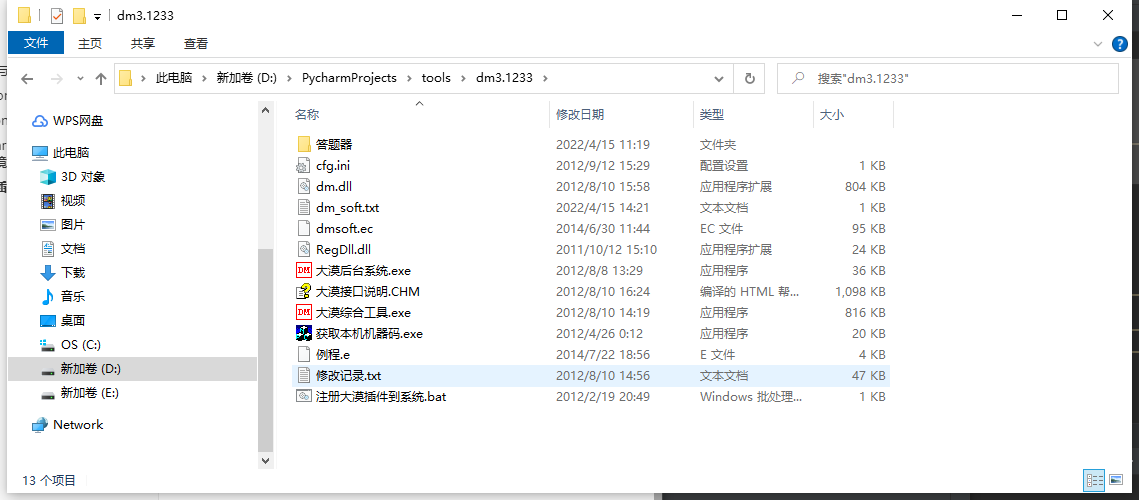 dm3.1233
文件 主页 共享 查看
此电脑 新加卷 (D:) PycharmProjects tools dm3.1233
搜索"dm3.1233"
WPS网盘
此电脑
3D 对象
视频
图片
文档
下载
音乐
桌面
OS (C:)
新加卷 (D:)
新加卷 (E:)
Network
名称 修改日期 类型 大小
答题器 2022/4/15 11:19 文件夹
cfg.ini 2012/9/12 15:29 配置设置 1 KB
dm.dll 2012/8/10 15:58 应用程序扩展 804 KB
dm_soft.txt 2022/4/15 14:21 文本文档 1 KB
dmsoft.ec 2014/6/30 11:44 EC 文件 95 KB
RegDll.dll 2011/10/12 15:10 应用程序扩展 24 KB
大漠后台系统.exe 2012/8/8 13:29 应用程序 36 KB
大漠接口说明.CHM 2012/8/10 16:24 编译的 HTML 帮... 1,098 KB
大漠综合工具.exe 2012/8/10 14:19 应用程序 816 KB
获取本机机器码.exe 2012/4/26 0:12 应用程序 20 KB
例程.e 2014/7/22 18:56 E 文件 4 KB
修改记录.txt 2012/8/10 14:56 文本文档 47 KB
注册大漠插件到系统.bat 2012/2/19 20:49 Windows 批处理... 1 KB
13 个项目